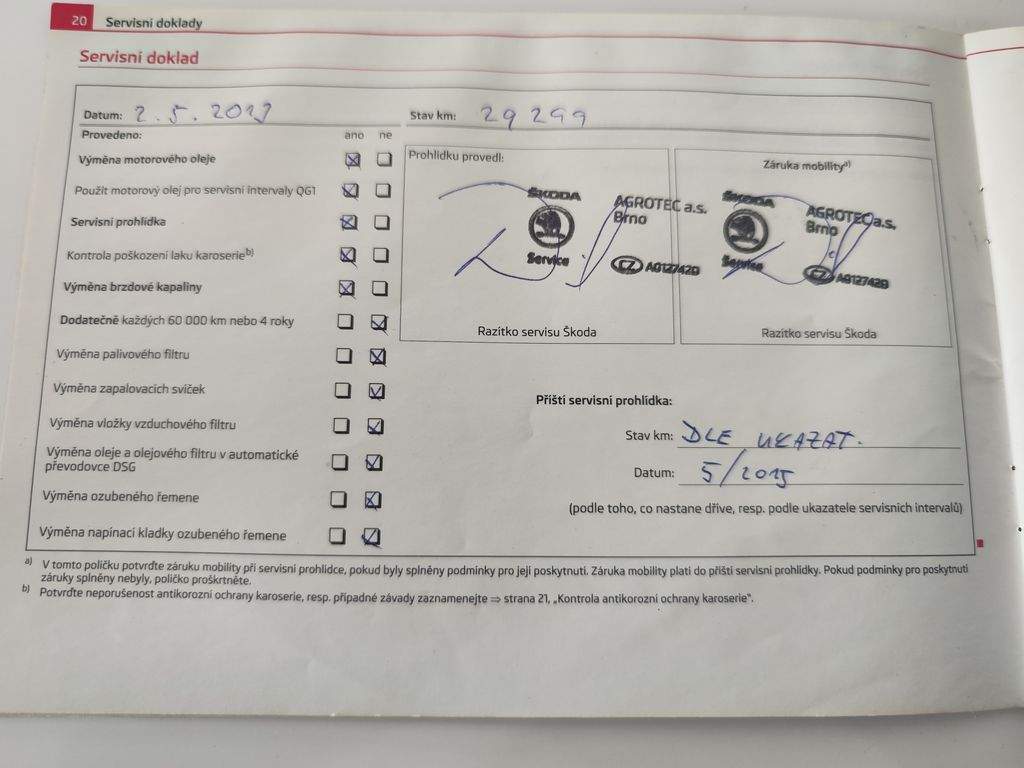 20 Servisní doklady
Servisní doklad
Datum: 2. 5. 2013 Stav km: 29 299
Provedeno: ano ne
Výměna motorového oleje
Použit motorový olej pro servisní intervaly QG1
Servisní prohlídka
Kontrola poškození laku karoserie b)
Výměna brzdové kapaliny
Dodatečně každých 60 000 km nebo 4 roky
Výměna palivového filtru
Výměna zapalovacích svíček
Výměna vložky vzduchového filtru
Výměna oleje a olejového filtru v automatické
převodovce DSG
Výměna ozubeného řemene
Výměna napínací kladky ozubeného řemene
Prohlídku provedl:
ŠKODA
Service
AGROTEC a.s.
Brno
CZ AG127420
Razítko servisu Škoda
Záruka mobility a)
ŠKODA
Service
AGROTEC a.s.
Brno
CZ AG127420
Razítko servisu Škoda
Příští servisní prohlídka:
Stav km: DLE UKAZAT.
Datum: 5/2015
(podle toho, co nastane dříve, resp. podle ukazatele servisních intervalů)
a) V tomto políčku potvrďte záruku mobility při servisní prohlídce, pokud byly splněny podmínky pro její poskytnutí. Záruka mobility platí do příští servisní prohlídky. Pokud podmínky pro poskytnutí
záruky splněny nebyly, políčko proškrtněte.
b) Potvrďte neporušenost antikorozní ochrany karoserie, resp. případné závady zaznamenejte ⇒ strana 21, „Kontrola antikorozní ochrany karoserie".